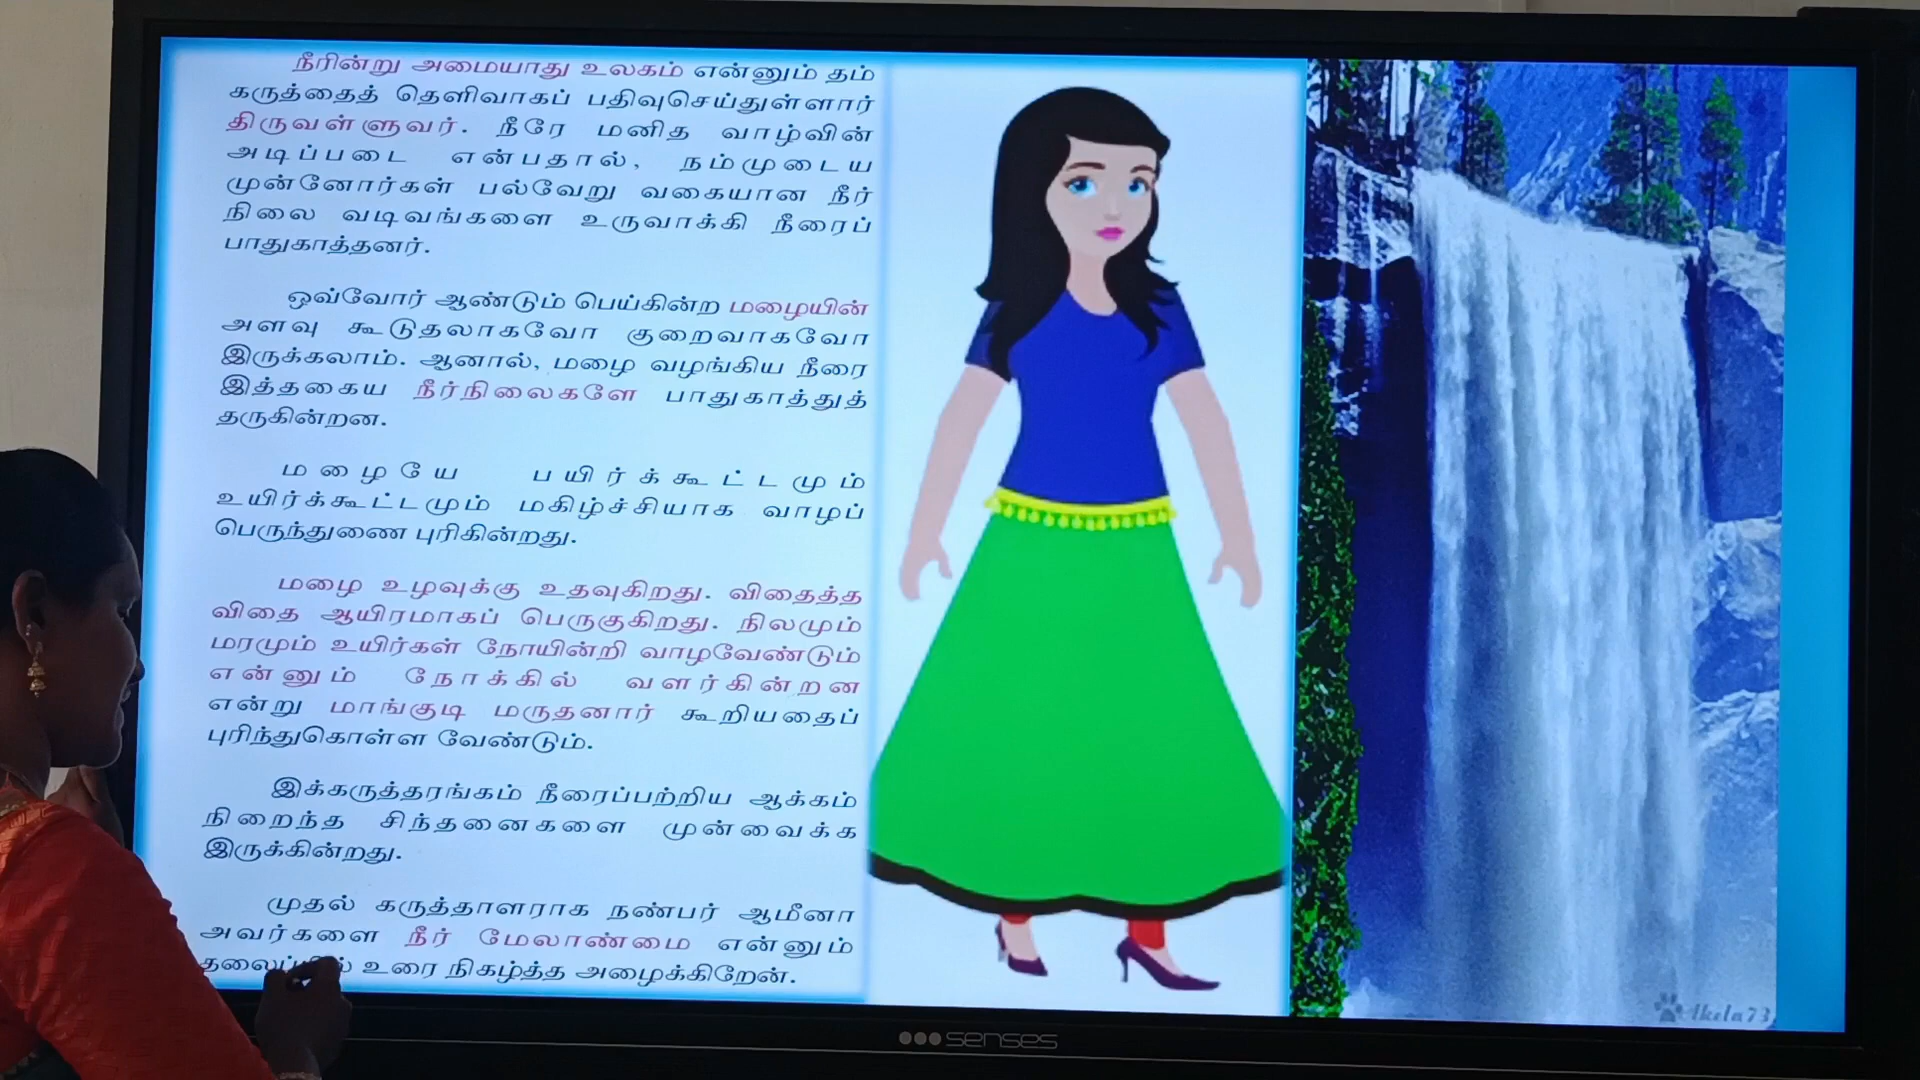 நீரின்று அமையாது உலகம் என்னும் தம்
கருத்தைத் தெளிவாகப் பதிவுசெய்துள்ளார்
திருவள்ளுவர். நீரே மனித வாழ்வின்
அடிப்படை என்பதால், நம்முடைய
முன்னோர்கள் பல்வேறு வகையான நீர்
நிலை வடிவங்களை உருவாக்கி நீரைப்
பாதுகாத்தனர்.
ஒவ்வோர் ஆண்டும் பெய்கின்ற மழையின்
அளவு கூடுதலாகவோ குறைவாகவோ
இருக்கலாம். ஆனால், மழை வழங்கிய நீரை
இத்தகைய நீர்நிலைகளே பாதுகாத்துத்
தருகின்றன.
மழையே பயிர்க்கூட்டமும்
உயிர்க்கூட்டமும் மகிழ்ச்சியாக வாழப்
பெருந்துணை புரிகின்றது.
மழை உழவுக்கு உதவுகிறது. விதைத்த
விதை ஆயிரமாகப் பெருகுகிறது. நிலமும்
மரமும் உயிர்கள் நோயின்றி வாழவேண்டும்
என்னும் நோக்கில் வளர்கின்றன
என்று மாங்குடி மருதனார் கூறியதைப்
புரிந்துகொள்ள வேண்டும்.
இக்கருத்தரங்கம் நீரைப்பற்றிய ஆக்கம்
நிறைந்த சிந்தனைகளை முன்வைக்க
இருக்கின்றது.
முதல் கருத்தாளராக நண்பர் ஆமீனா
அவர்களை நீர் மேலாண்மை என்னும்
தலைப்பில் உரை நிகழ்த்த அழைக்கிறேன்.
senses